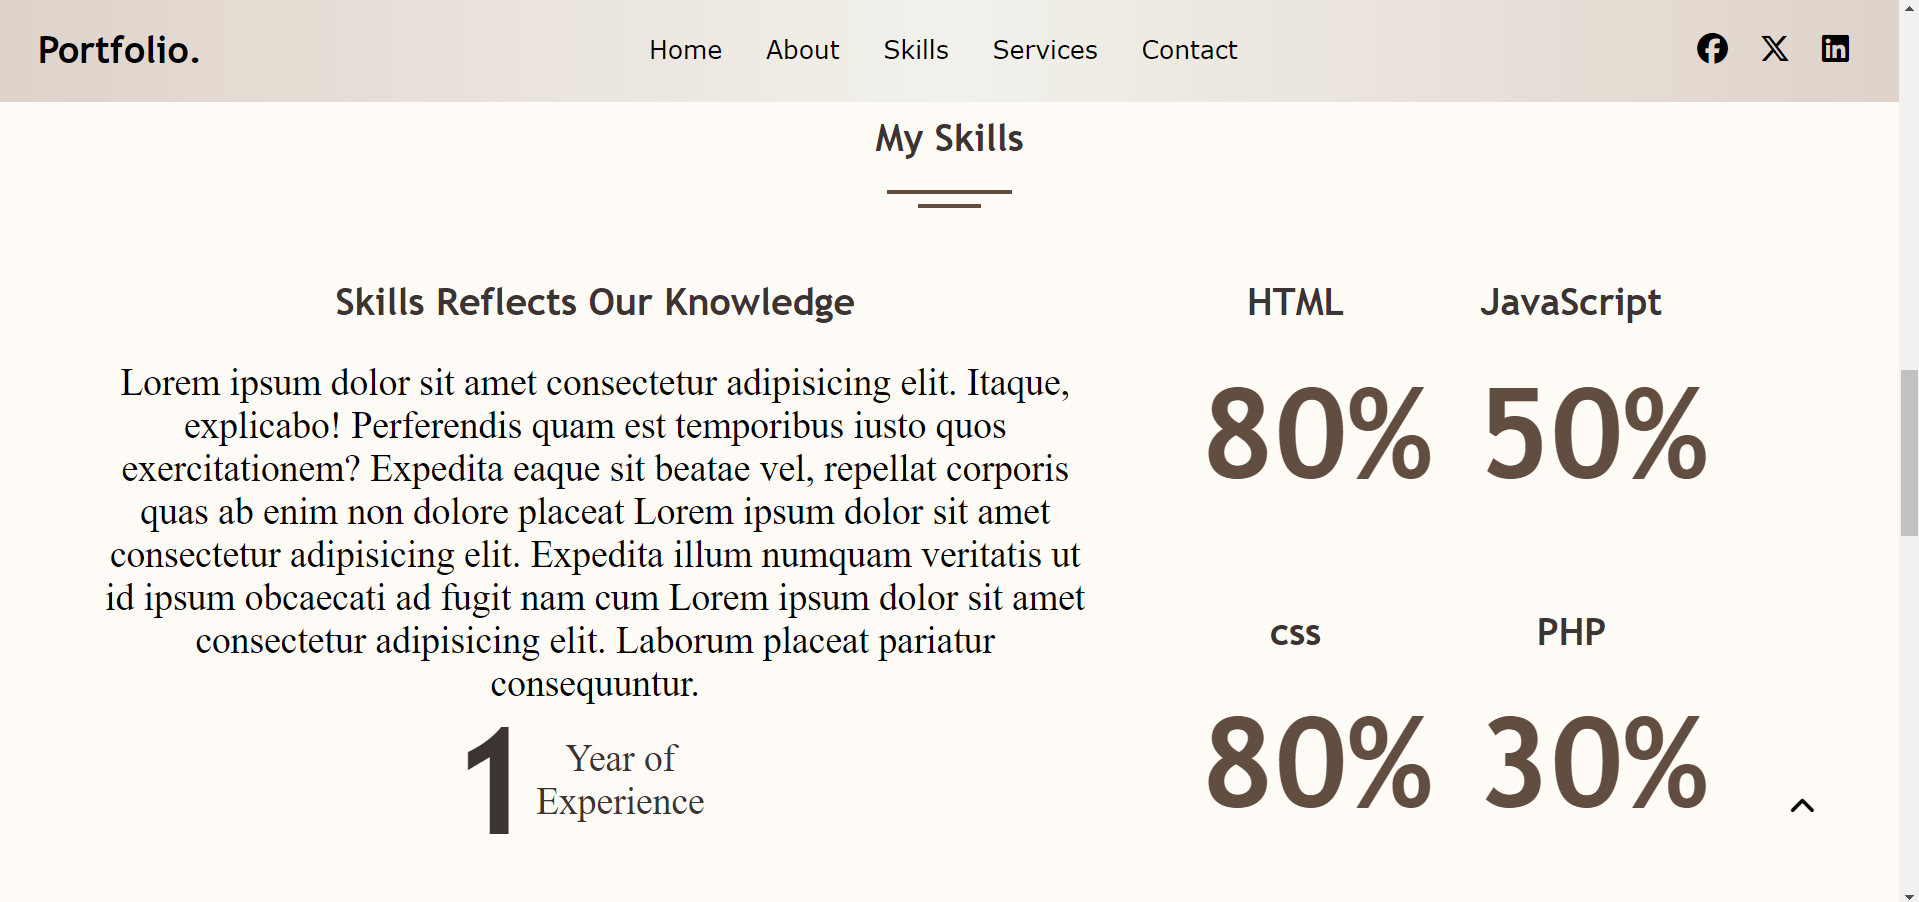 Portfolio.
Home About Skills Services Contact
My Skills
Skills Reflects Our Knowledge
Lorem ipsum dolor sit amet consectetur adipisicing elit. Itaque,
explicabo! Perferendis quam est temporibus iusto quos
exercitationem? Expedita eaque sit beatae vel, repellat corporis
quas ab enim non dolore placeat Lorem ipsum dolor sit amet
consectetur adipisicing elit. Expedita illum numquam veritatis ut
id ipsum obcaecati ad fugit nam cum Lorem ipsum dolor sit amet
consectetur adipisicing elit. Laborum placeat pariatur
consequuntur.
1 Year of
Experience
HTML JavaScript
80% 50%
css PHP
80% 30%